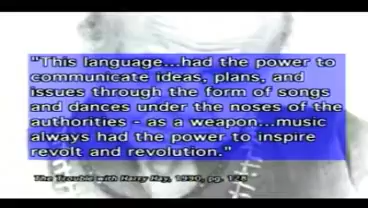 "This language...had the power to
communicate ideas, plans, and
issues through the form of songs
and dances under the noses of the
authorities - as a weapon...music
always had the power to inspire
revolt and revolution."
The Trouble with Harry Hay, 1990, pg. 128